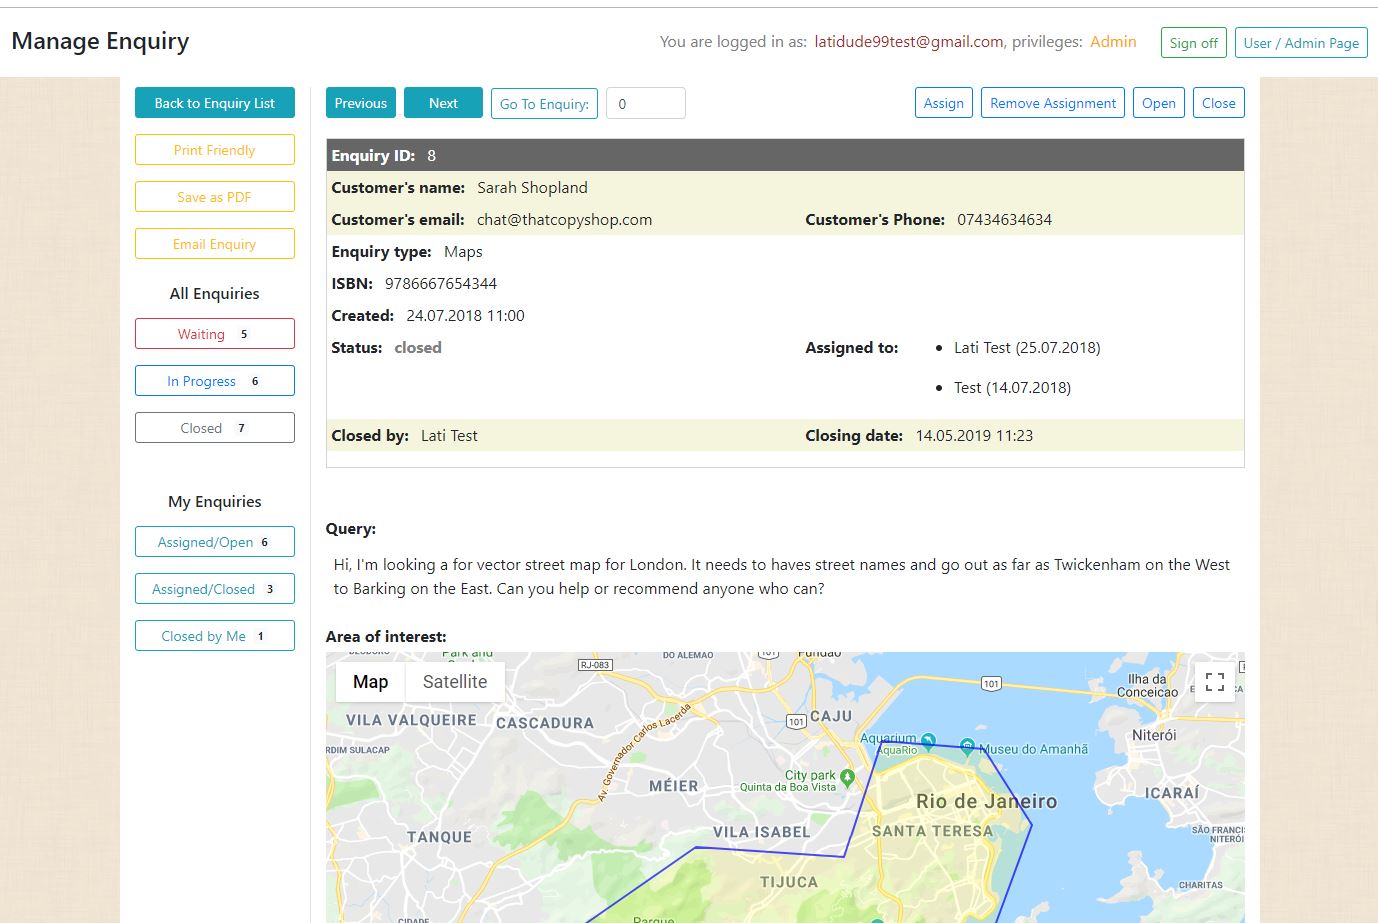 Manage Enquiry
You are logged in as: latidude99test@gmail.com, privileges: Admin
Sign off
User / Admin Page
Back to Enquiry List
Print Friendly
Save as PDF
Email Enquiry
All Enquiries
Waiting 5
In Progress 6
Closed 7
My Enquiries
Assigned/Open 6
Assigned/Closed 3
Closed by Me 1
Previous
Next
Go To Enquiry:
0
Assign
Remove Assignment
Open
Close
Enquiry ID: 8
Customer's name: Sarah Shopland
Customer's email: chat@thatcopyshop.com
Customer's Phone: 07434634634
Enquiry type: Maps
ISBN: 9786667654344
Created: 24.07.2018 11:00
Status: closed
Assigned to:
Lati Test (25.07.2018)
Test (14.07.2018)
Closed by: Lati Test
Closing date: 14.05.2019 11:23
Query:
Hi, I'm looking a for vector street map for London. It needs to haves street names and go out as far as Twickenham on the West
to Barking on the East. Can you help or recommend anyone who can?
Area of interest:
Map
Satellite
RJ-083
DO ALEMAO
101
Ilha da
Conceicao
VILA VALQUEIRE
CASCADURA
Av. Governador Carlos Lacerda
101
CAJU
Aquarium
AquaRio
Museu do Amanhã
Niterói
RDIM SULACAP
City park
Quinta da Boa Vista
MÉIER
Rio de Janeiro
ICARAÍ
TANQUE
VILA ISABEL
SANTA TERESA
SÃO FRANCI
NITERÓI
TIJUCA
CHARITAS
Parque
CIDADE